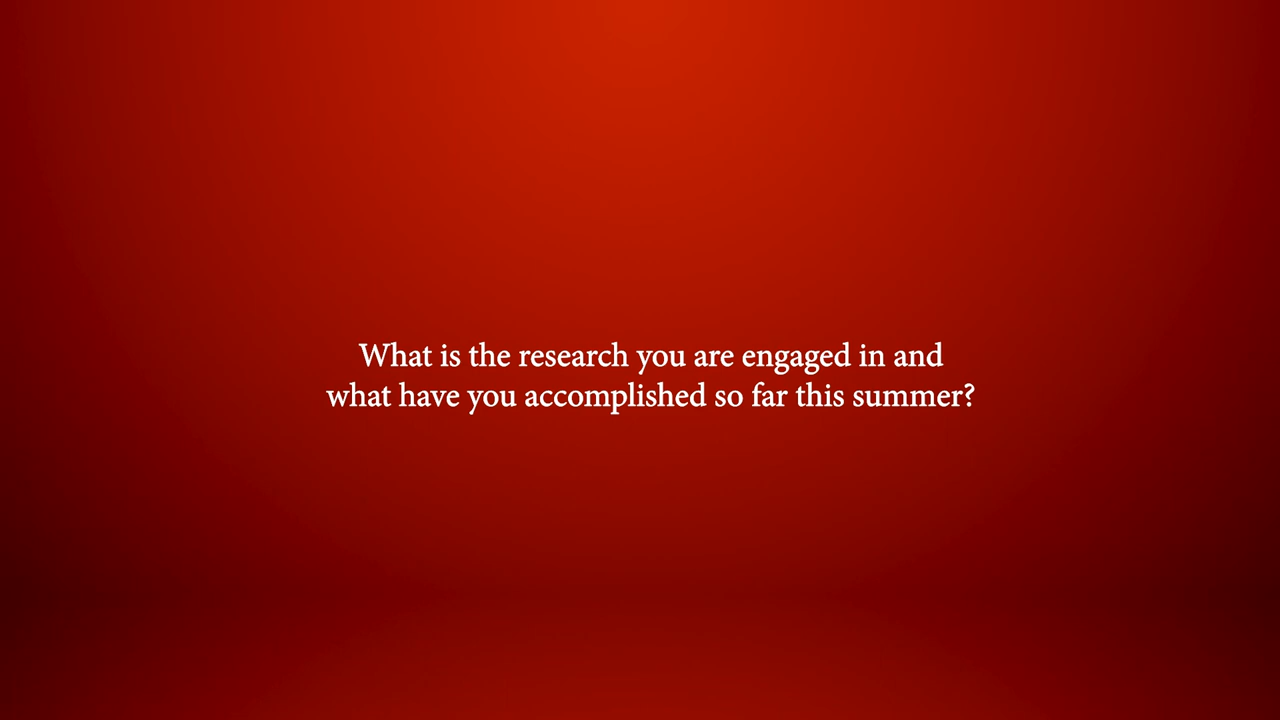 What is the research you are engaged in and
what have you accomplished so far this summer?